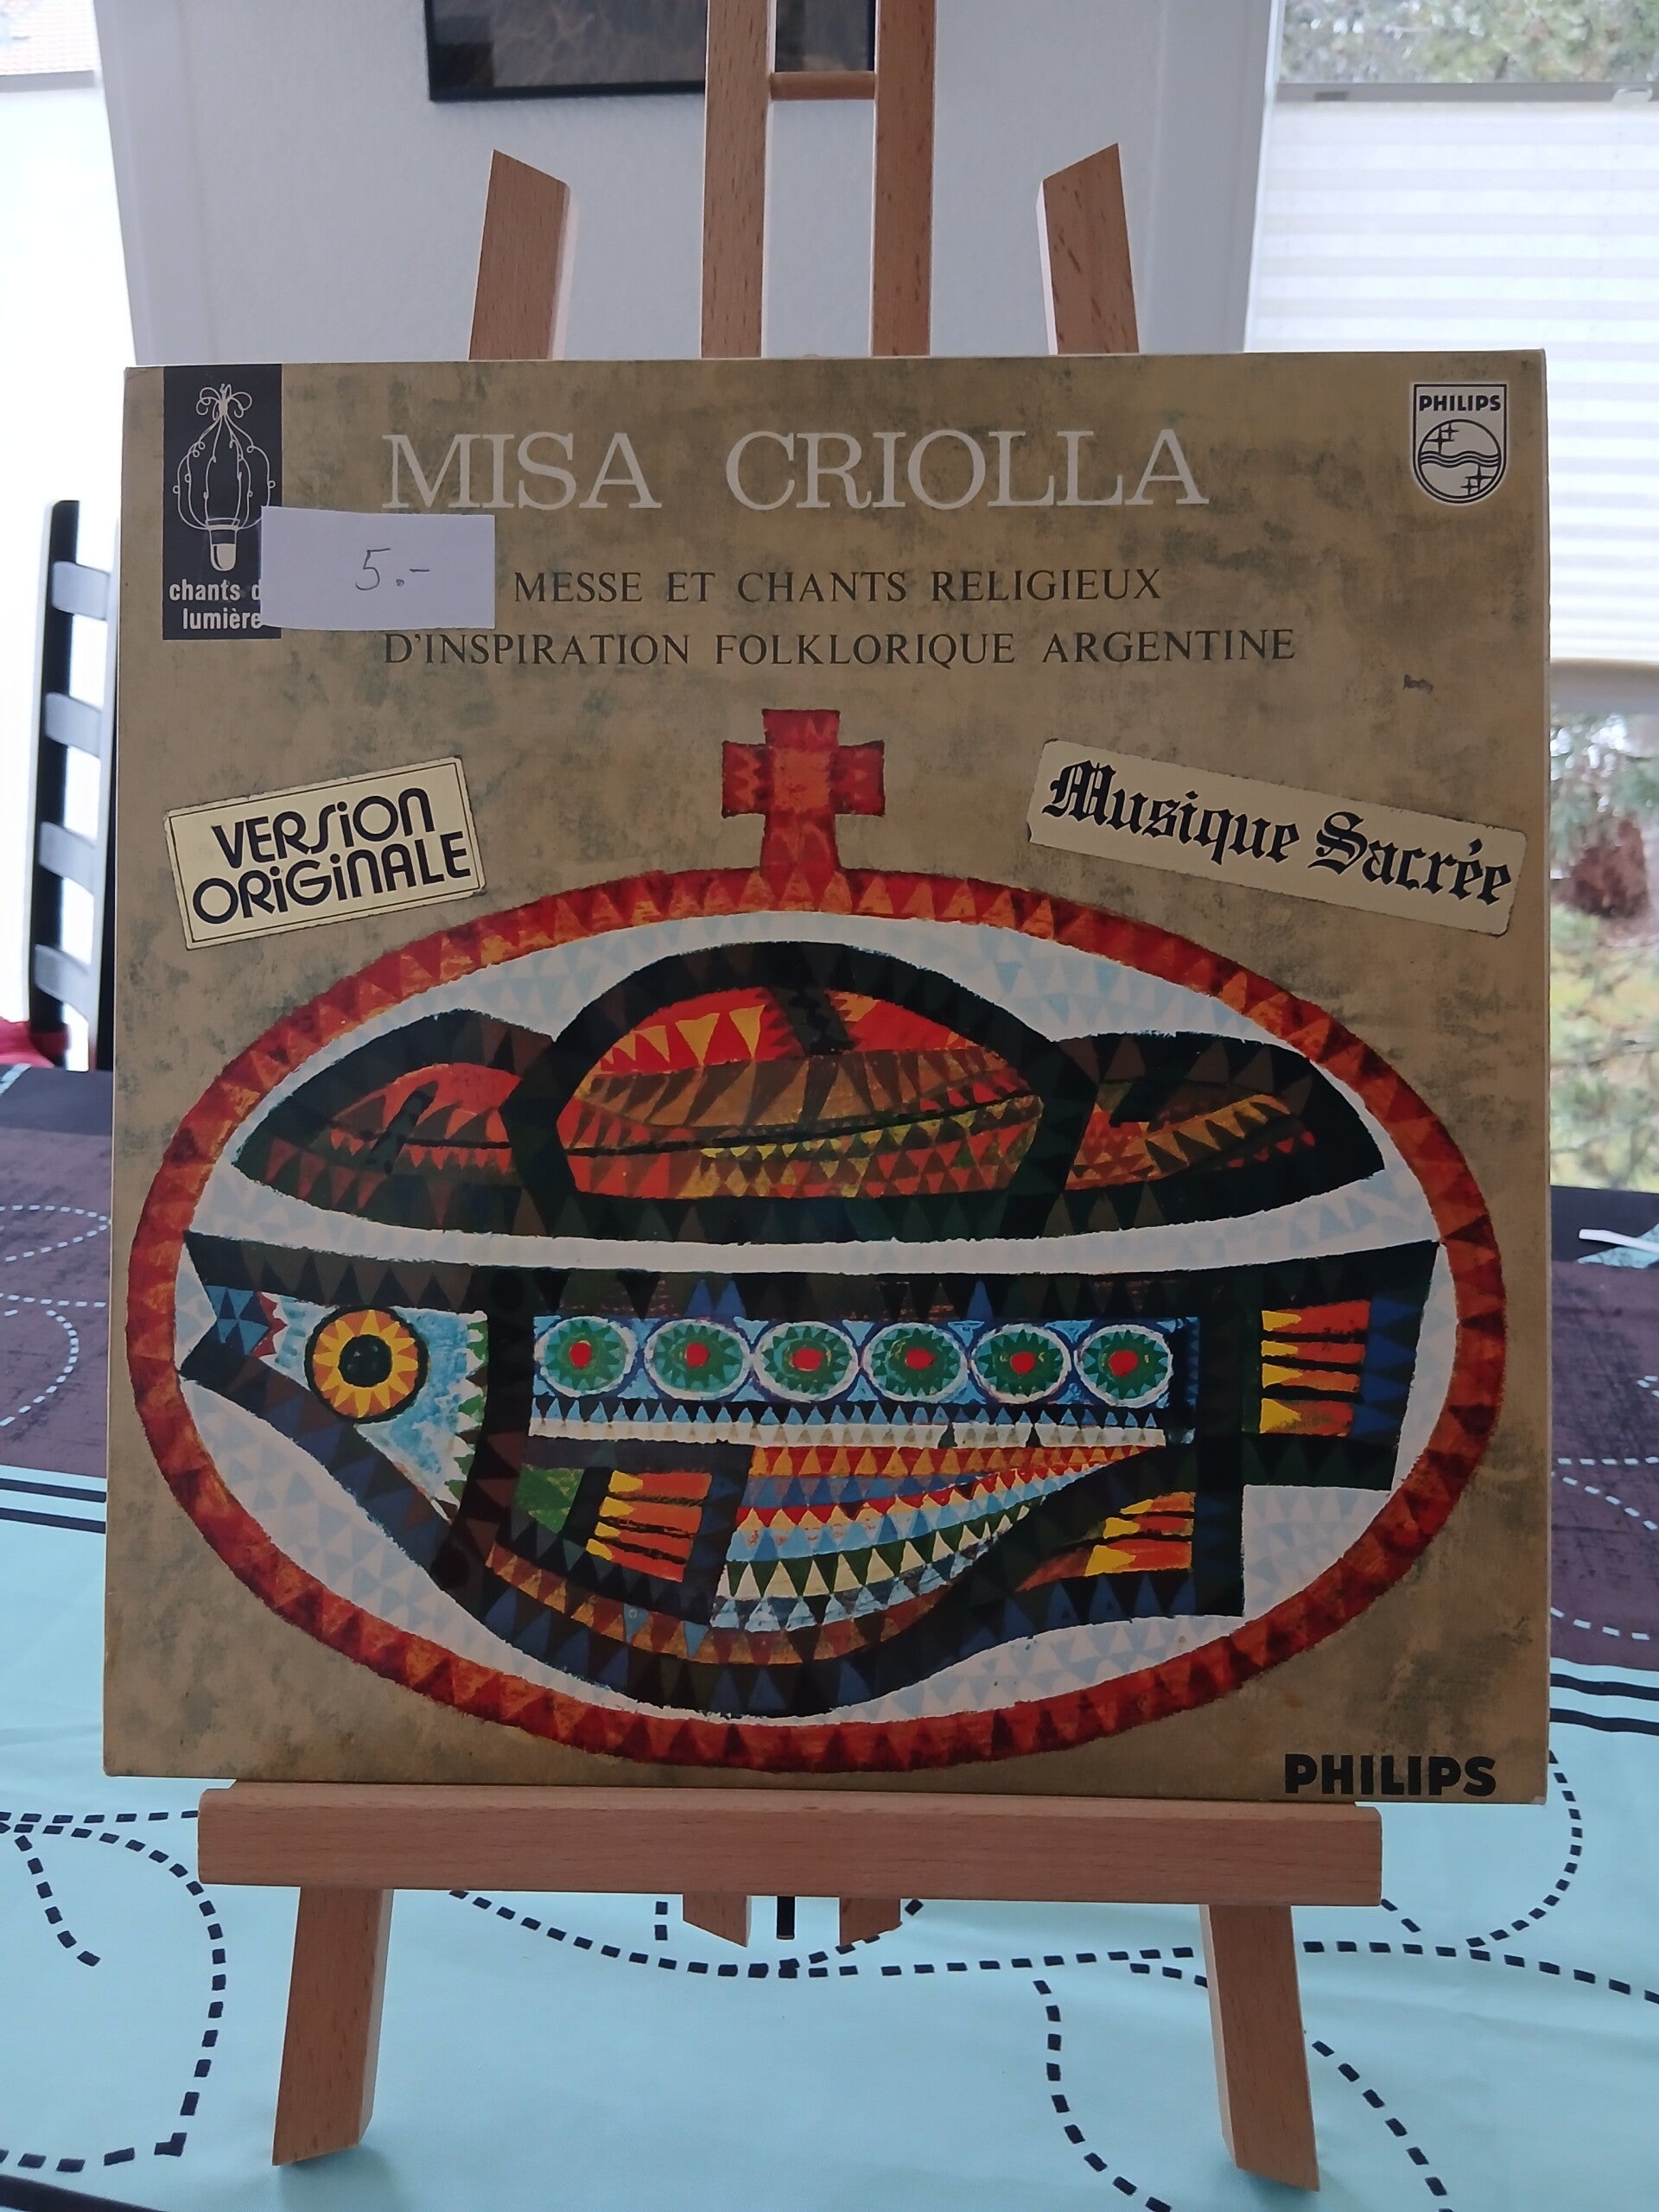 PHILIPS
MISA CRIOLLA
5.-
chants d
lumière
MESSE ET CHANTS RELIGIEUX
D'INSPIRATION FOLKLORIQUE ARGENTINE
VERSION
ORIGINALE
Musique Sacrée
PHILIPS